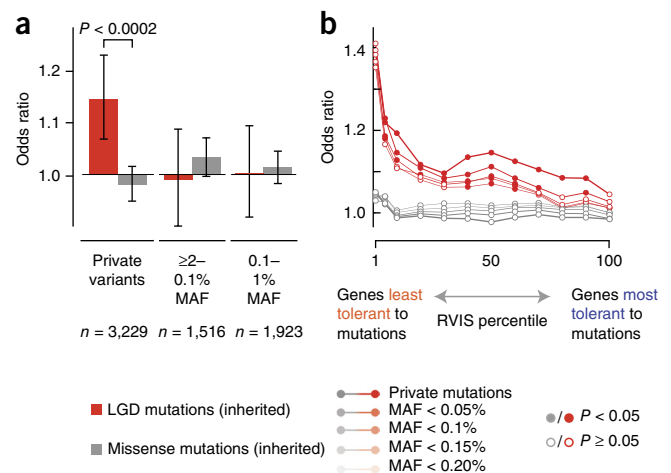 a
P < 0.0002
Odds ratio
1.2
1.1
1.0
Private
variants
≥2–
0.1%
MAF
0.1–
1%
MAF
n = 3,229
n = 1,516
n = 1,923
b
Odds ratio
1.4
1.2
1.0
1
50
100
Genes least
tolerant to
mutations
RVIS percentile
Genes most
tolerant to
mutations
LGD mutations (inherited)
Missense mutations (inherited)
Private mutations
MAF < 0.05%
MAF < 0.1%
MAF < 0.15%
MAF < 0.20%
/ P < 0.05
/ P ≥ 0.05